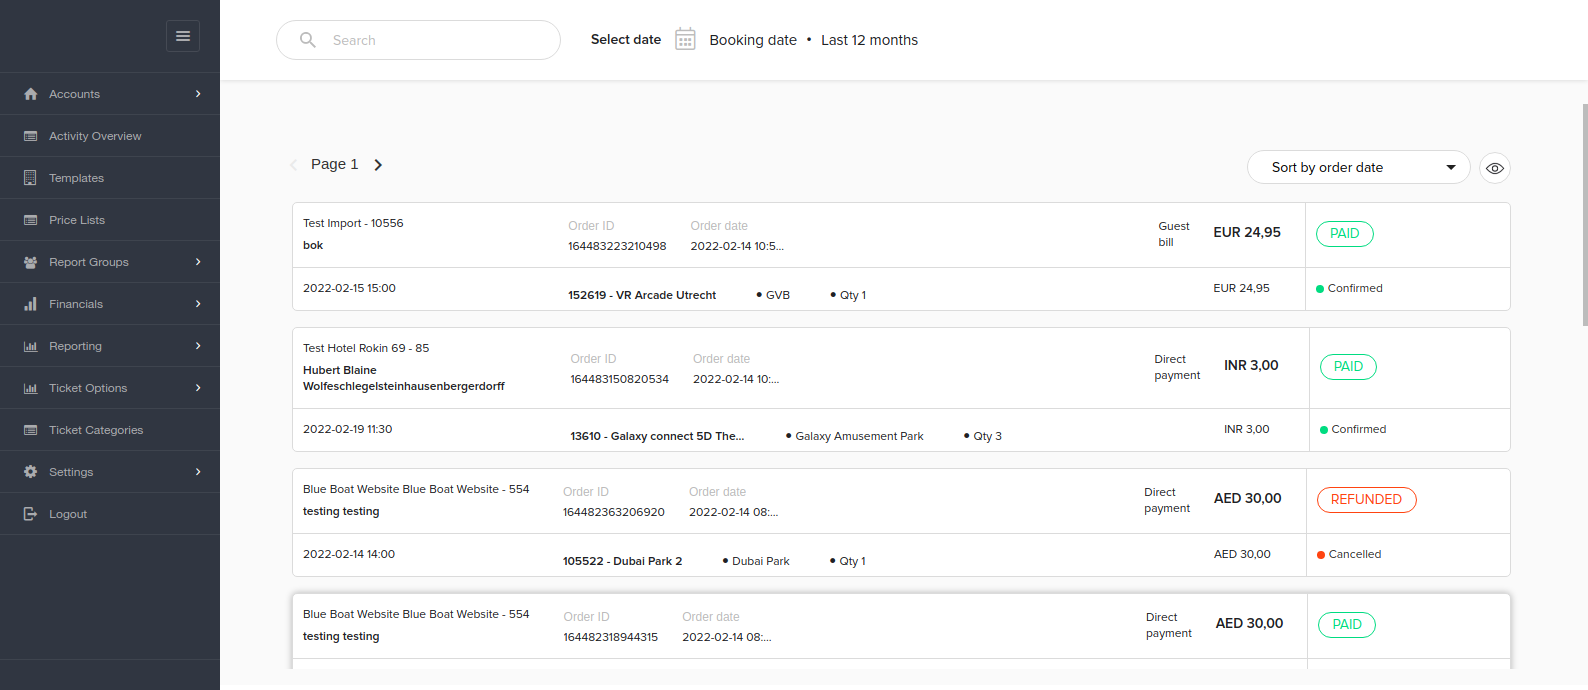 Search
Select date
Booking date • Last 12 months
Accounts
Activity Overview
Templates
Price Lists
Report Groups
Financials
Reporting
Ticket Options
Ticket Categories
Settings
Logout
Page 1
Sort by order date
Test Import - 10556
bok
Order ID
164483223210498
Order date
2022-02-14 10:5...
Guest
bill
EUR 24,95
PAID
2022-02-15 15:00
152619 - VR Arcade Utrecht • GVB • Qty 1
EUR 24,95
Confirmed
Test Hotel Rokin 69 - 85
Hubert Blaine
Wolfeschlegelsteinhausenbergerdorff
Order ID
164483150820534
Order date
2022-02-14 10:...
Direct
payment
INR 3,00
PAID
2022-02-19 11:30
13610 - Galaxy connect 5D The... • Galaxy Amusement Park • Qty 3
INR 3,00
Confirmed
Blue Boat Website Blue Boat Website - 554
testing testing
Order ID
164482363206920
Order date
2022-02-14 08:...
Direct
payment
AED 30,00
REFUNDED
2022-02-14 14:00
105522 - Dubai Park 2 • Dubai Park • Qty 1
AED 30,00
Cancelled
Blue Boat Website Blue Boat Website - 554
testing testing
Order ID
164482318944315
Order date
2022-02-14 08:...
Direct
payment
AED 30,00
PAID